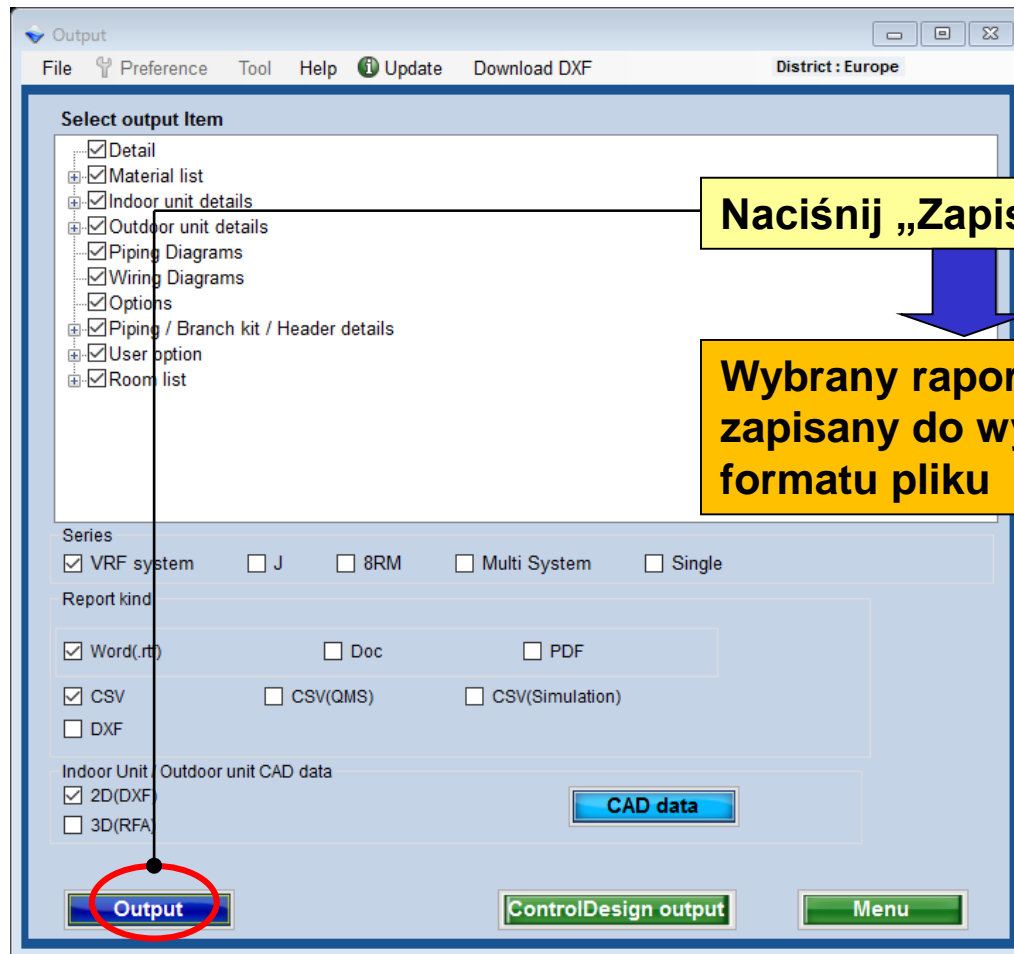 Output
File Preference Tool Help Update Download DXF District : Europe
Select output Item
Detail
Material list
Indoor unit details
Outdoor unit details
Piping Diagrams
Wiring Diagrams
Options
Piping / Branch kit / Header details
User option
Room list
Naciśnij „Zapis
Wybrany rapor
zapisany do wy
formatu pliku
Series
VRF system J 8RM Multi System Single
Report kind
Word(.rtf) Doc PDF
CSV CSV(QMS) CSV(Simulation)
DXF
Indoor Unit / Outdoor unit CAD data
2D(DXF)
3D(RFA)
CAD data
Output ControlDesign output Menu